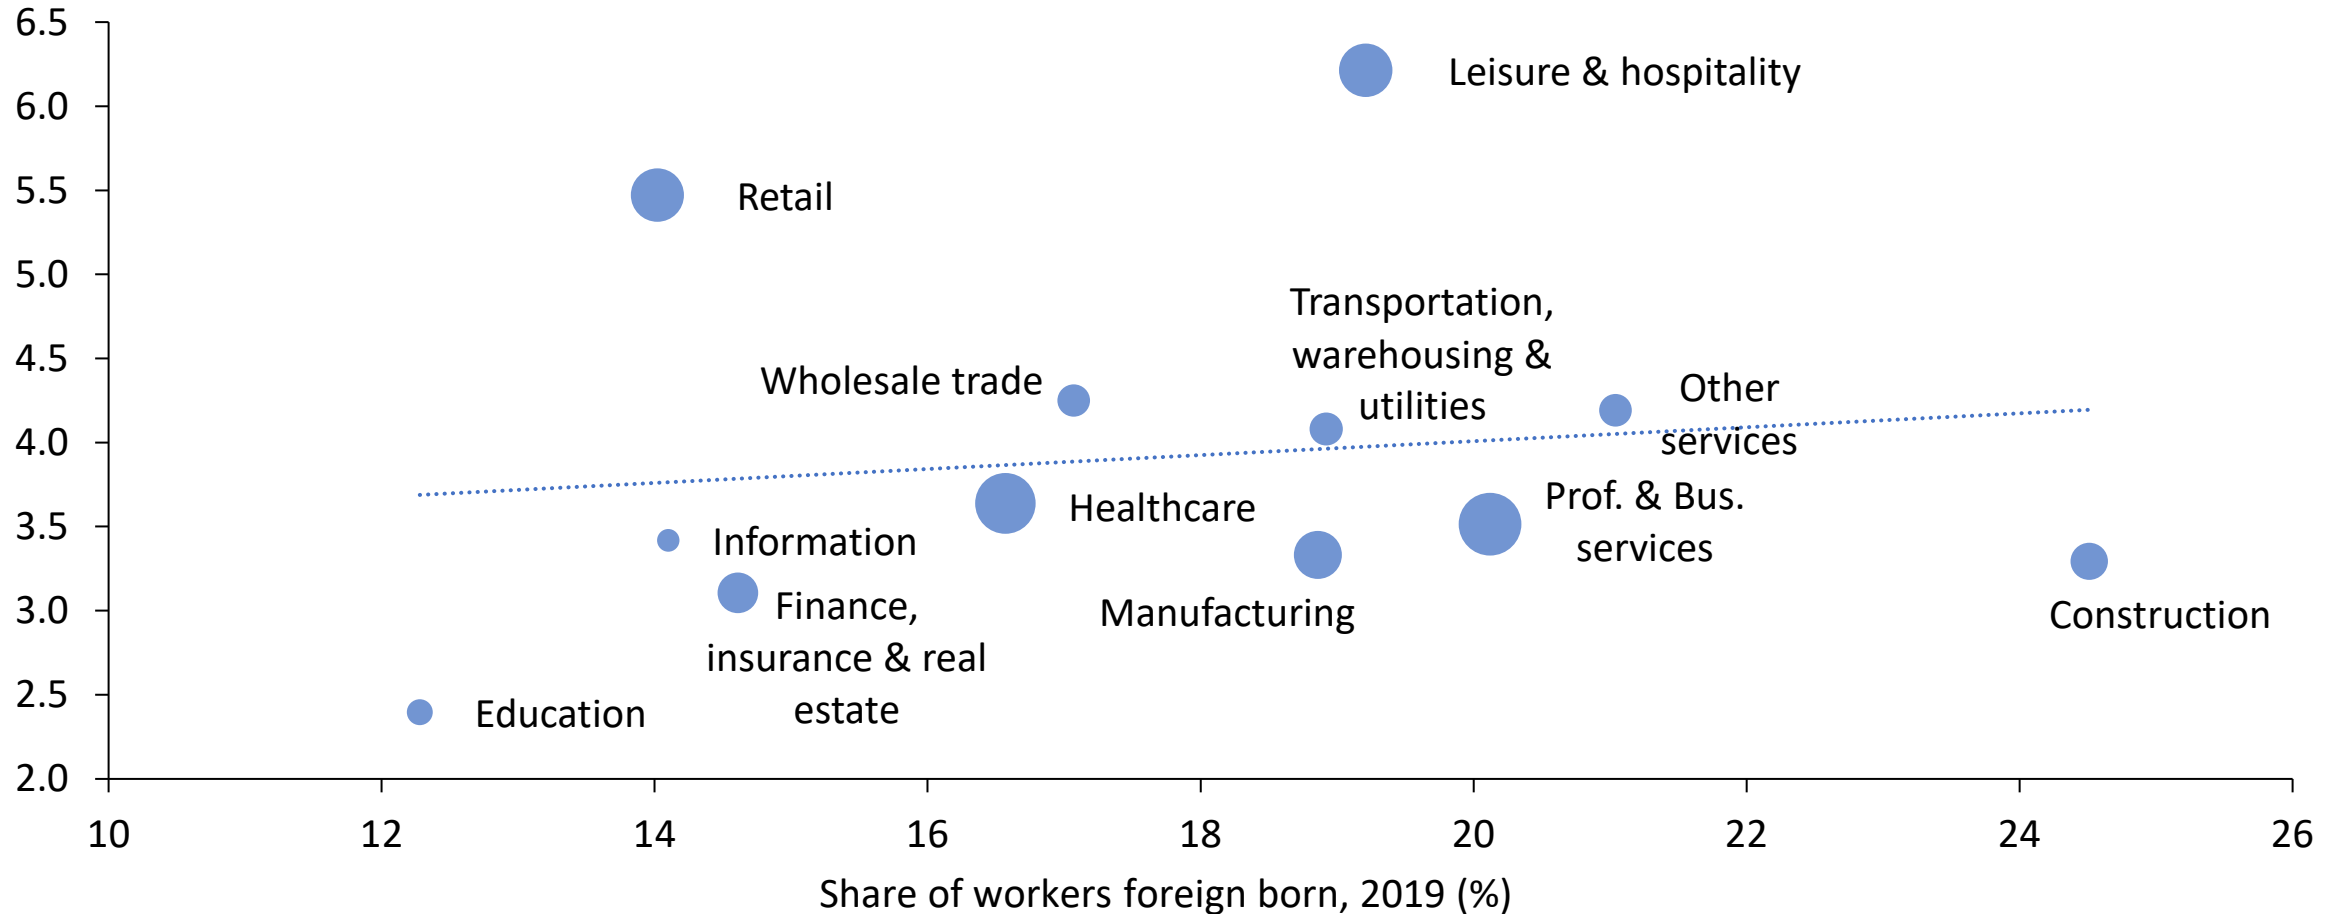 6.5
6.0
5.5
5.0
4.5
4.0
3.5
3.0
2.5
2.0
Leisure & hospitality
Retail
Transportation,
warehousing &
utilities
Wholesale trade
Other
services
Healthcare
Prof. & Bus.
services
Information
Finance,
insurance & real
estate
Manufacturing
Construction
Education
10 12 14 16 18 20 22 24 26
Share of workers foreign born, 2019 (%)